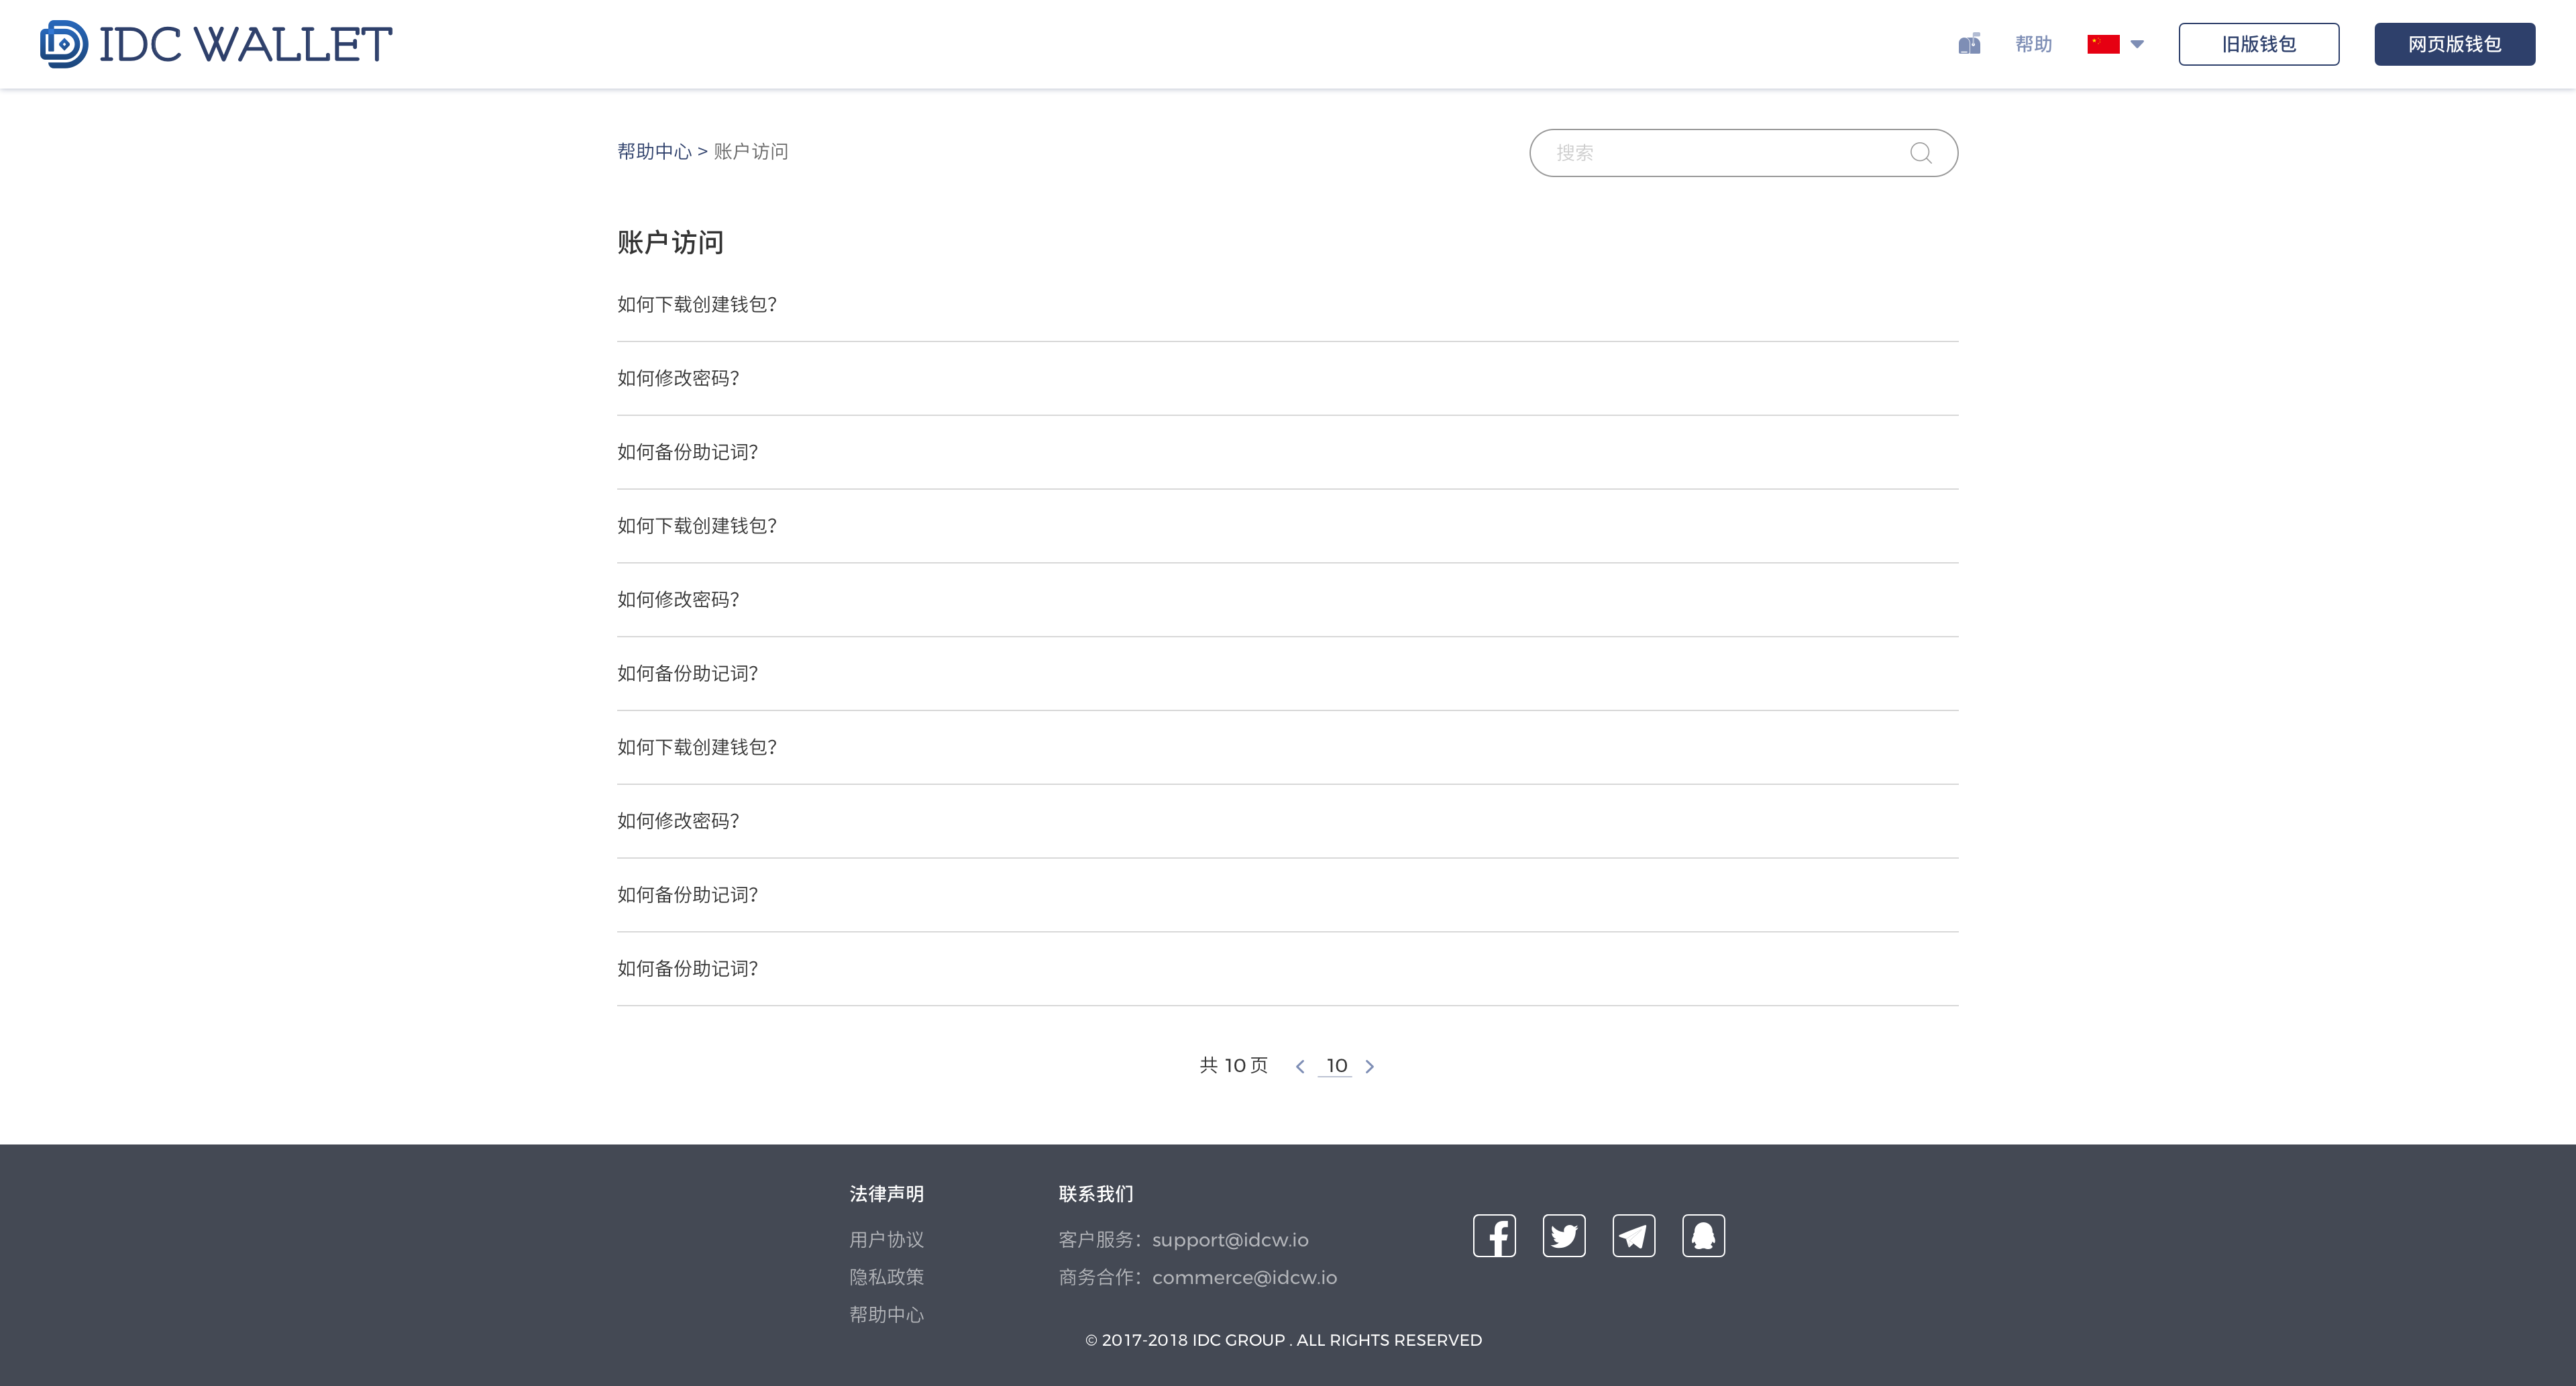 IDC WALLET
帮助
旧版钱包
网页版钱包
帮助中心 > 账户访问
搜索
账户访问
如何下载创建钱包?
如何修改密码?
如何备份助记词?
如何下载创建钱包?
如何修改密码?
如何备份助记词?
如何下载创建钱包?
如何修改密码?
如何备份助记词?
如何备份助记词?
共 10 页 < 10 >
法律声明
用户协议
隐私政策
帮助中心
联系我们
客户服务：support@idcw.io
商务合作：commerce@idcw.io
© 2017-2018 IDC GROUP . ALL RIGHTS RESERVED